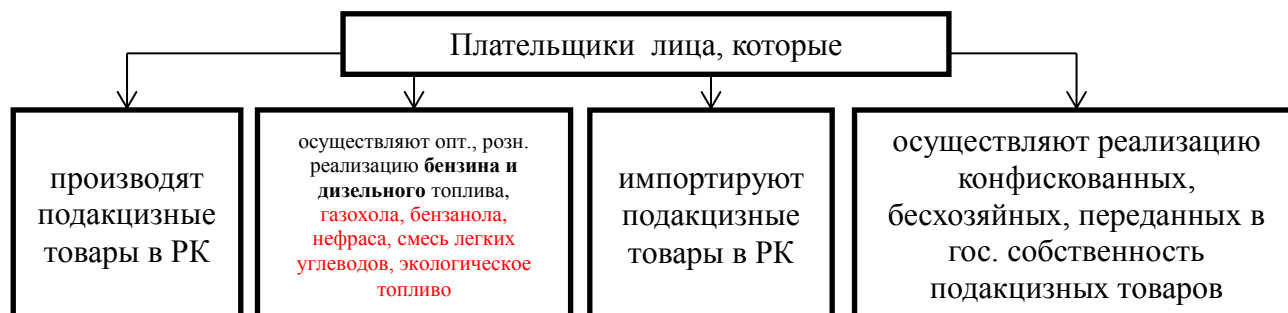 Плательщики лица, которые
производят
подакцизные
товары в РК
осуществляют опт., розн.
реализацию бензина и
дизельного топлива,
газохола, бензанола,
нефраса, смесь легких
углеводов, экологическое
топливо
импортируют
подакцизные
товары в РК
осуществляют реализацию
конфискованных,
бесхозяйных, переданных в
гос. собственность
подакцизных товаров